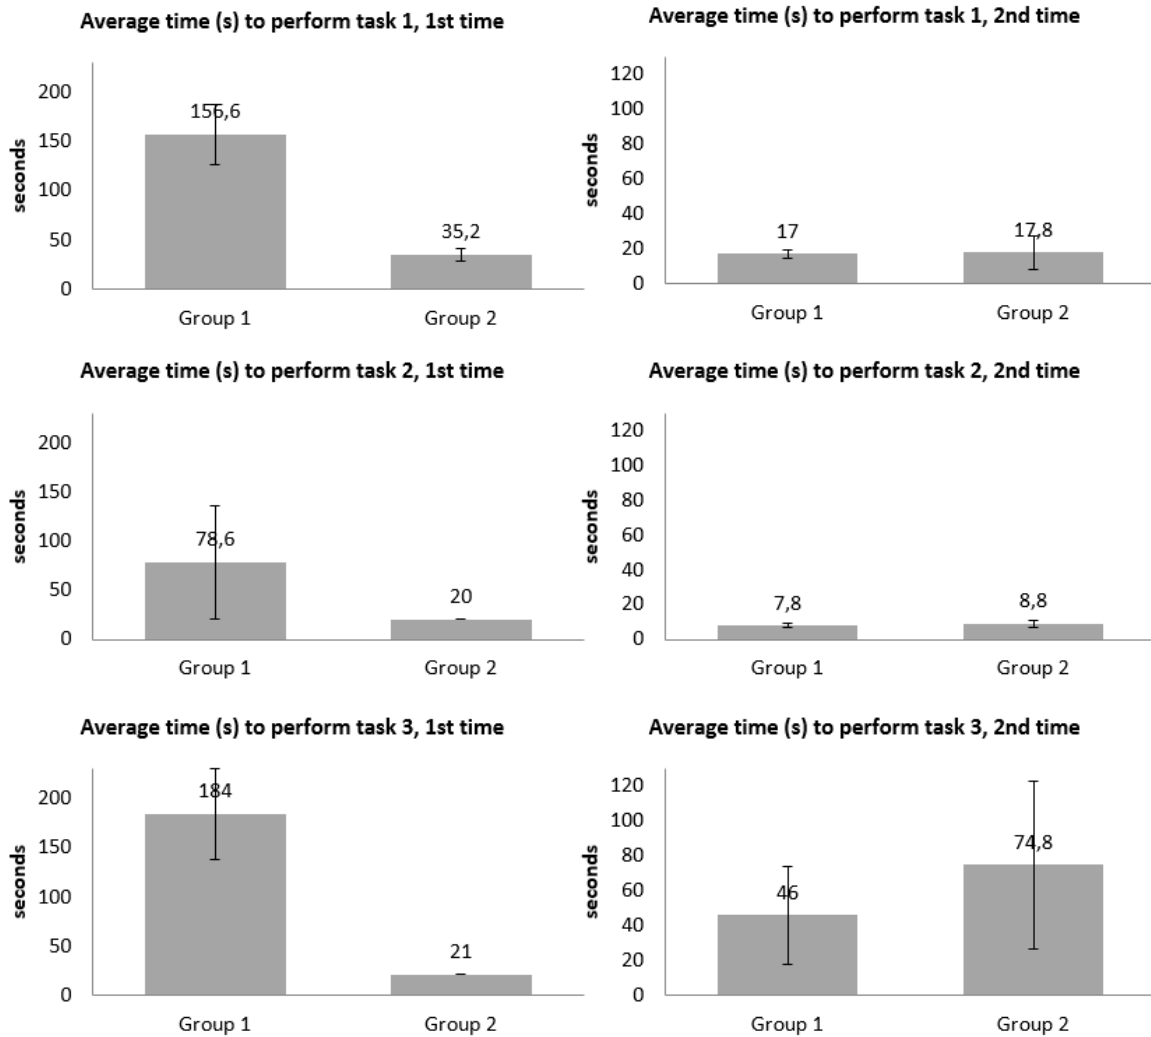 Average time (s) to perform task 1, 1st time
200
150
100
50
0
seconds
156,6
35,2
Group 1
Group 2
Average time (s) to perform task 1, 2nd time
120
100
80
60
40
20
0
seconds
17
17,8
Group 1
Group 2
Average time (s) to perform task 2, 1st time
200
150
100
50
0
seconds
78,6
20
Group 1
Group 2
Average time (s) to perform task 2, 2nd time
120
100
80
60
40
20
0
seconds
7,8
8,8
Group 1
Group 2
Average time (s) to perform task 3, 1st time
200
150
100
50
0
seconds
184
21
Group 1
Group 2
Average time (s) to perform task 3, 2nd time
120
100
80
60
40
20
0
seconds
46
74,8
Group 1
Group 2